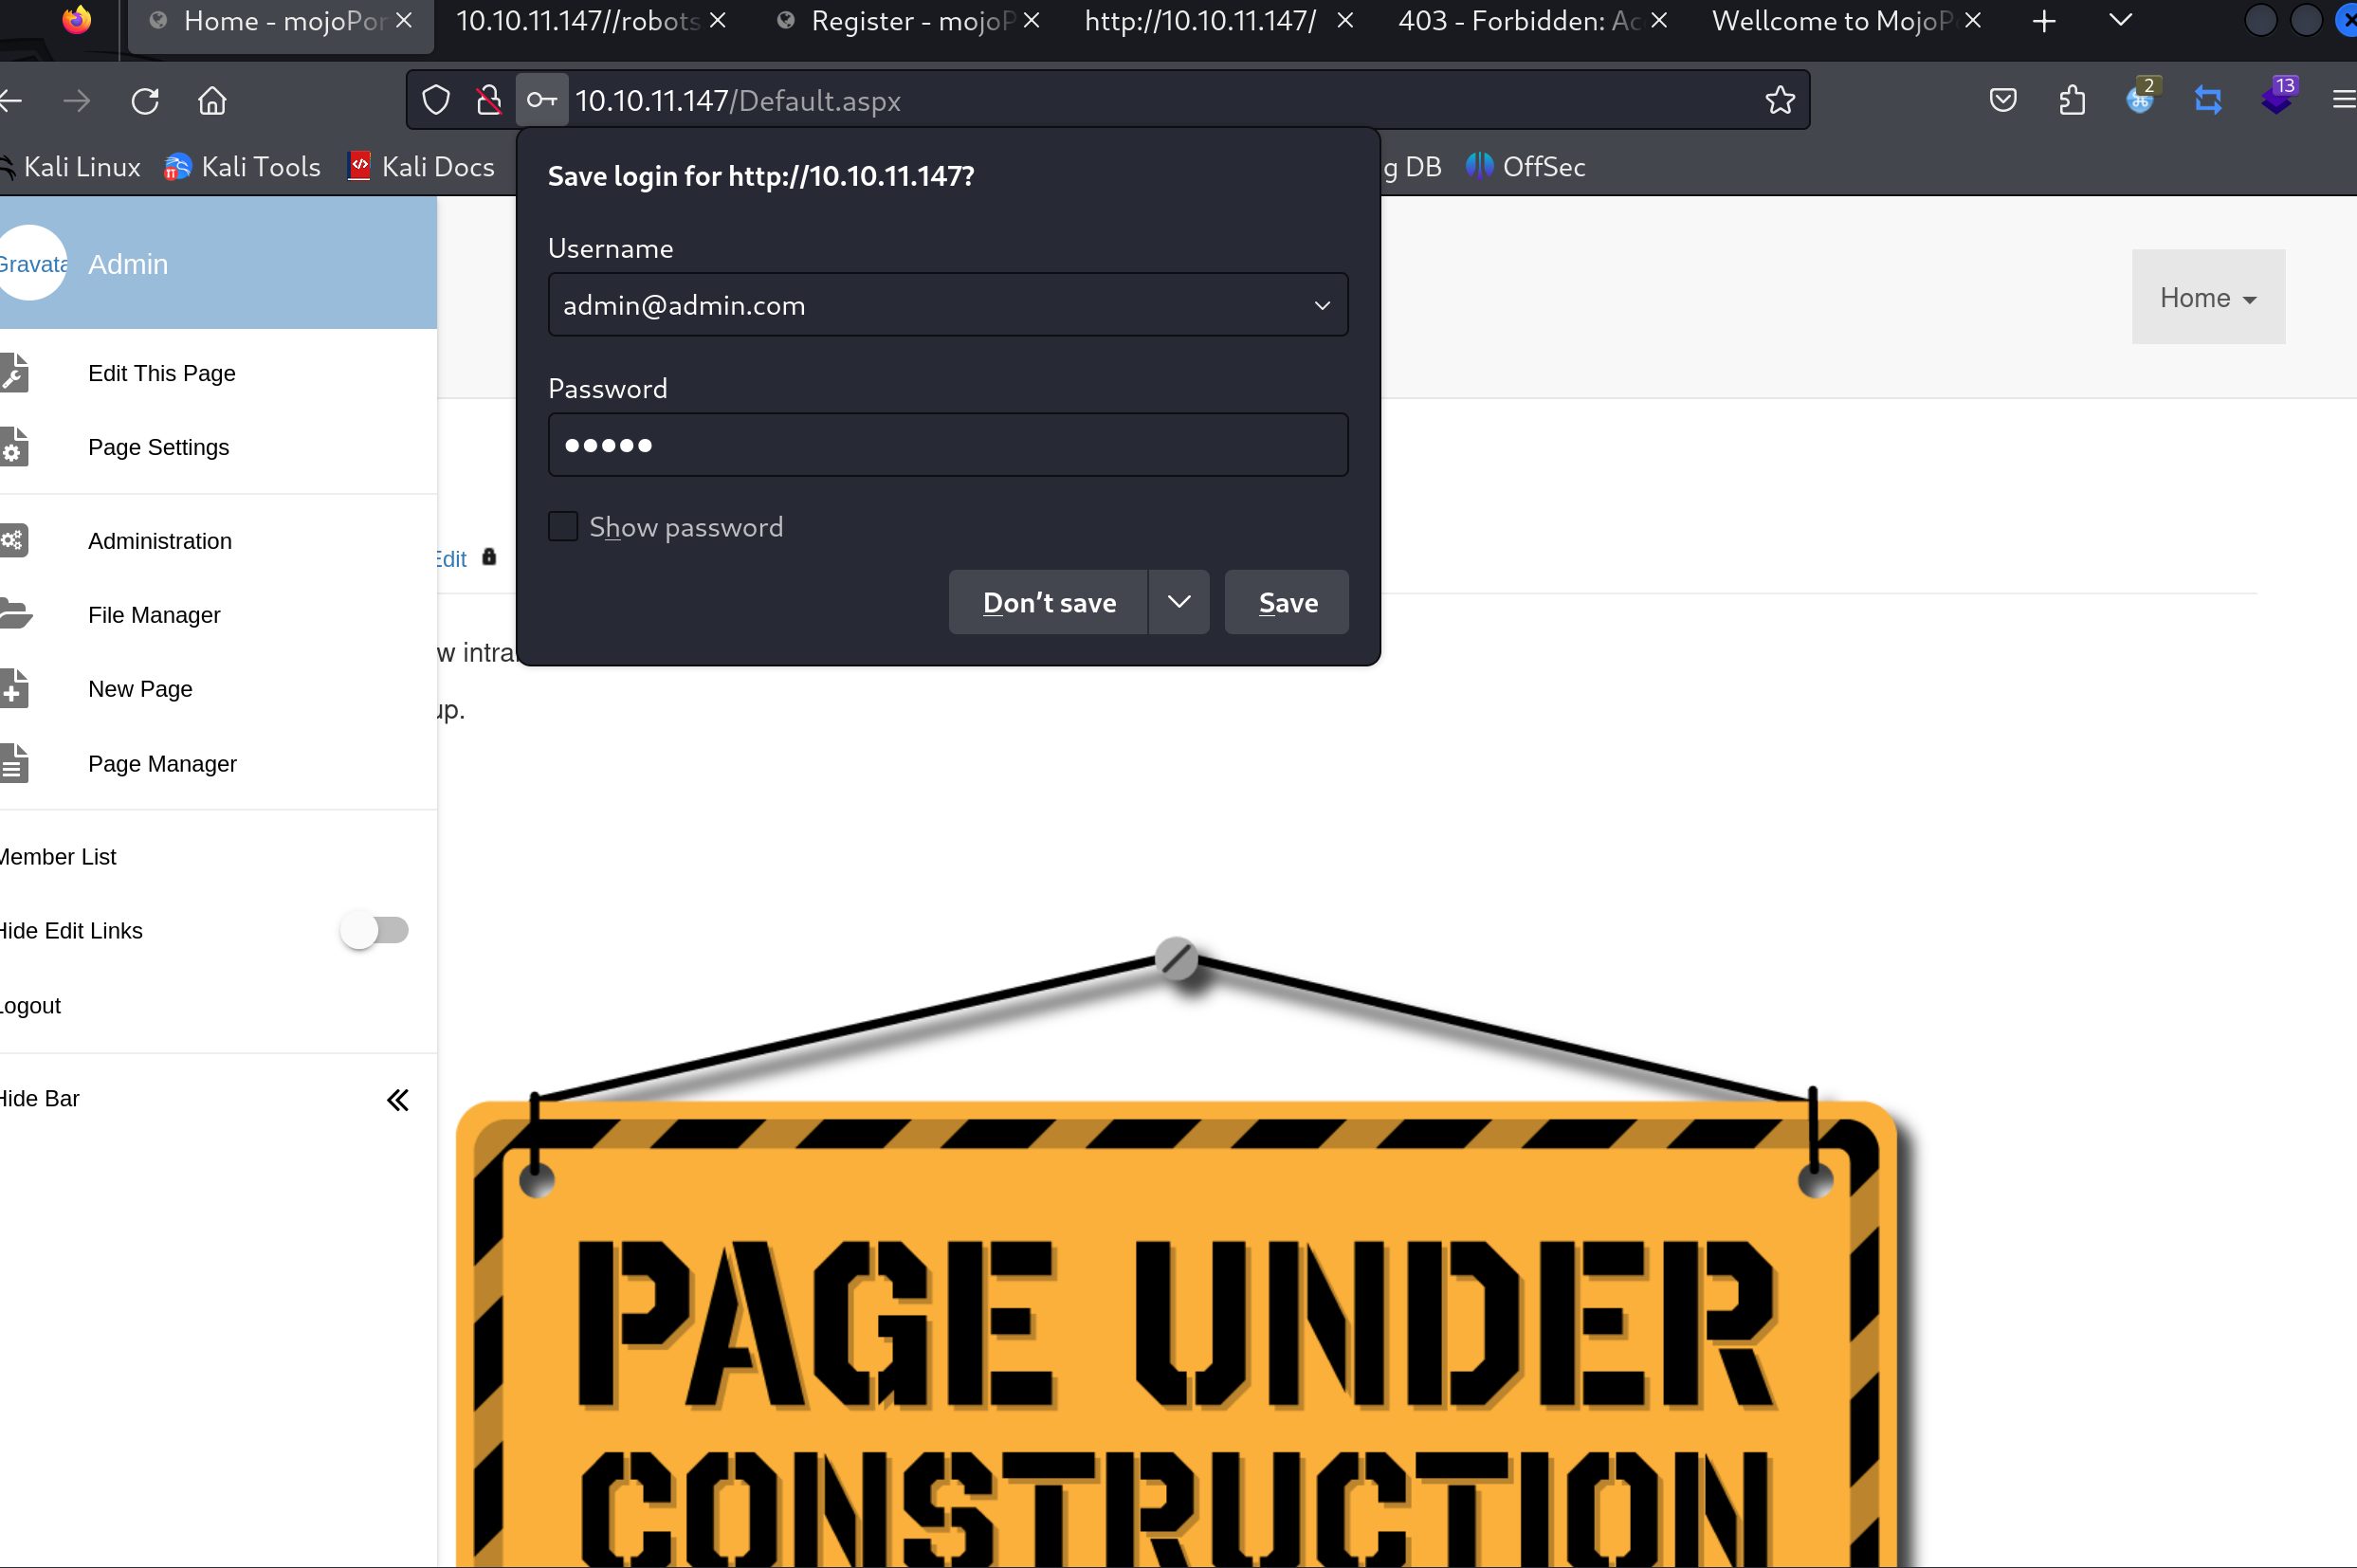 Home - mojoPor
10.10.11.147//robots
Register - mojoP
http://10.10.11.147/
403 - Forbidden: Ac
Wellcome to MojoP
10.10.11.147/Default.aspx
2
13
Kali Linux
Kali Tools
Kali Docs
g DB
OffSec
Save login for http://10.10.11.147?
Username
admin@admin.com
Password
•••••
Show password
Don't save
Save
Gravata
Admin
Home
Edit This Page
Page Settings
Administration
Edit
File Manager
w intra
New Page
up.
Page Manager
Member List
Hide Edit Links
Logout
Hide Bar
PAGE UNDER
CONSTRUCTION